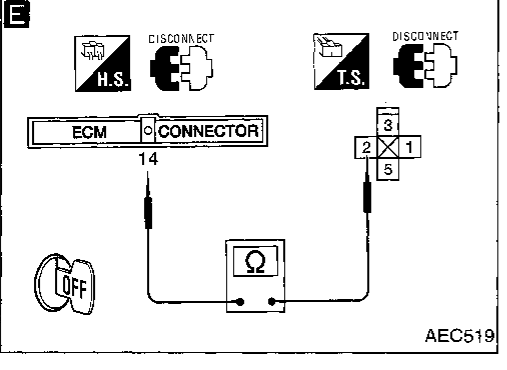 E
DISCONNECT
H.S.
DISCONNECT
T.S.
ECM CONNECTOR
14
3
2 1
5
Ω
OFF
AEC519